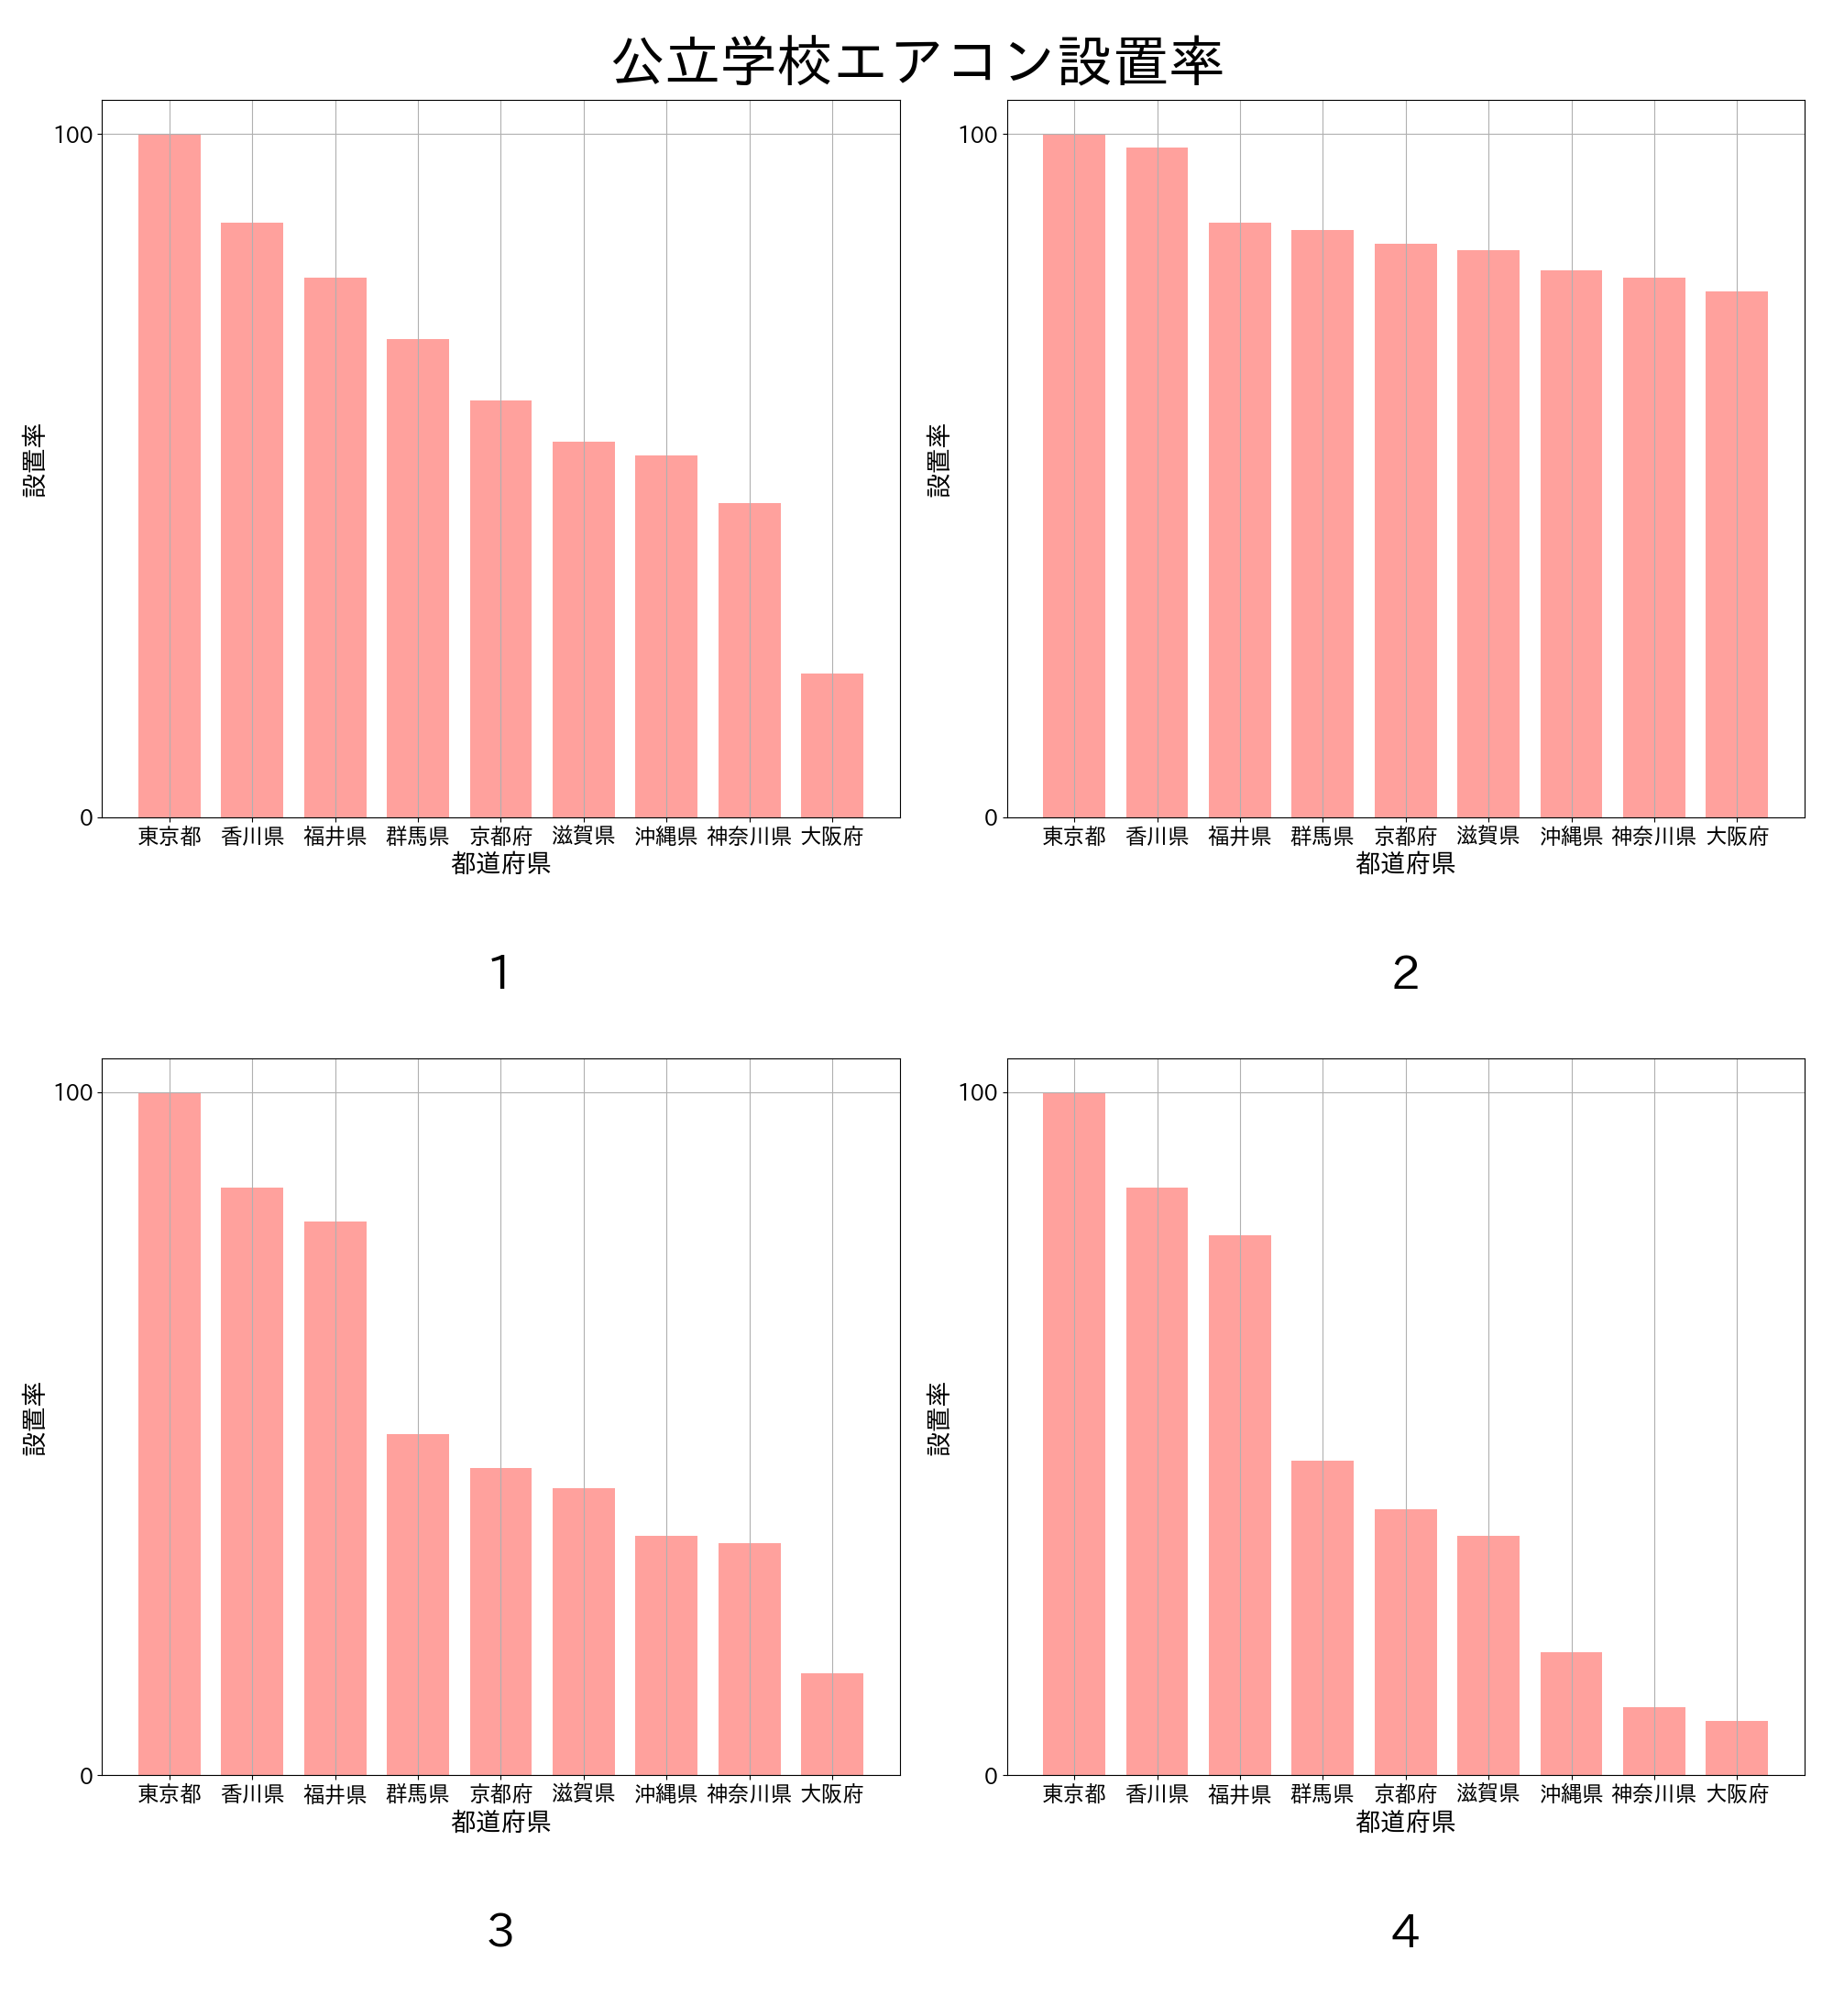 公立学校エアコン設置率
100
設置率
0
東京都 香川県 福井県 群馬県 京都府 滋賀県 沖縄県 神奈川県 大阪府
都道府県
1
100
設置率
0
東京都 香川県 福井県 群馬県 京都府 滋賀県 沖縄県 神奈川県 大阪府
都道府県
2
100
設置率
0
東京都 香川県 福井県 群馬県 京都府 滋賀県 沖縄県 神奈川県 大阪府
都道府県
3
100
設置率
0
東京都 香川県 福井県 群馬県 京都府 滋賀県 沖縄県 神奈川県 大阪府
都道府県
4